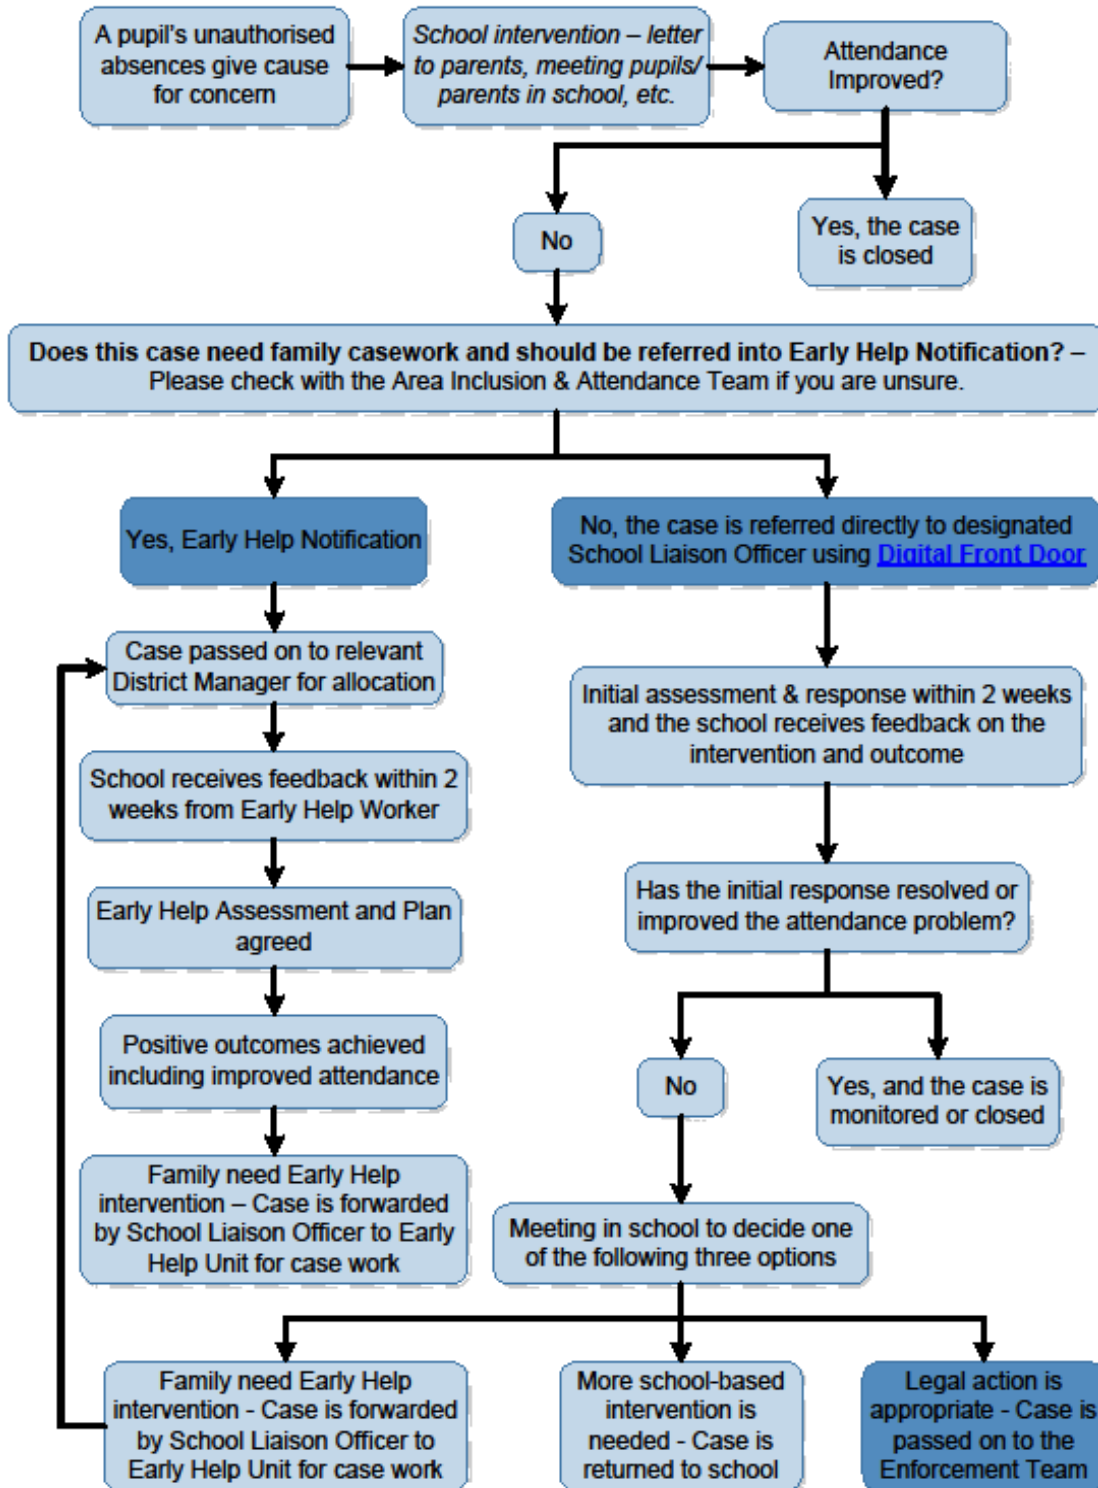 A pupil's unauthorised
absences give cause
for concern
School intervention – letter
to parents, meeting pupils/
parents in school, etc.
Attendance
Improved?
No
Yes, the case
is closed
Does this case need family casework and should be referred into Early Help Notification? –
Please check with the Area Inclusion & Attendance Team if you are unsure.
Yes, Early Help Notification
No, the case is referred directly to designated
School Liaison Officer using Digital Front Door
Case passed on to relevant
District Manager for allocation
School receives feedback within 2
weeks from Early Help Worker
Early Help Assessment and Plan
agreed
Positive outcomes achieved
including improved attendance
Family need Early Help
intervention – Case is forwarded
by School Liaison Officer to Early
Help Unit for case work
Initial assessment & response within 2 weeks
and the school receives feedback on the
intervention and outcome
Has the initial response resolved or
improved the attendance problem?
No
Yes, and the case is
monitored or closed
Meeting in school to decide one
of the following three options
Family need Early Help
intervention - Case is forwarded
by School Liaison Officer to
Early Help Unit for case work
More school-based
intervention is
needed - Case is
returned to school
Legal action is
appropriate - Case is
passed on to the
Enforcement Team